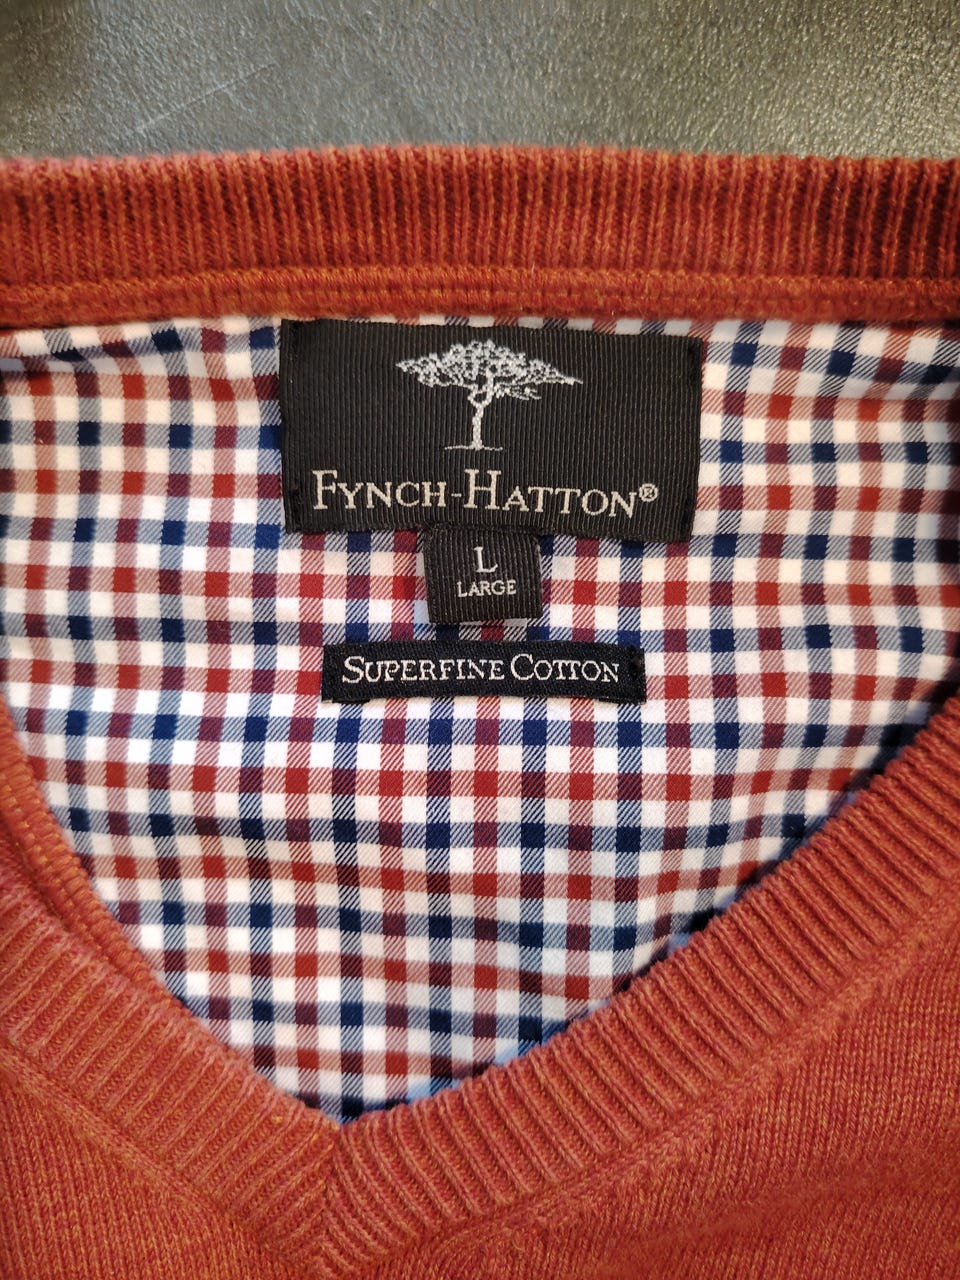 FYNCH-HATTON®
L
LARGE
SUPERFINE COTTON